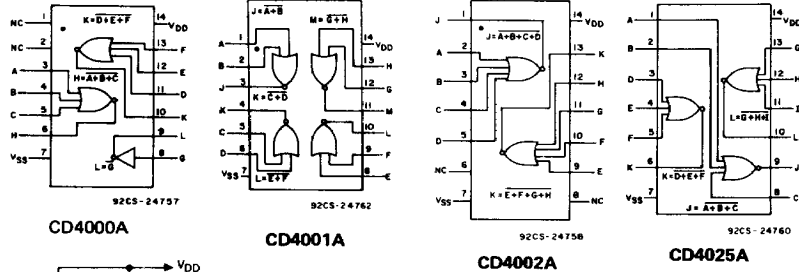 K=D+E+F
NC 1
NC 2
A 3
B 4
C 5
H 6
VSS 7
14 VDD
13 F
12 E
11 D
10 K
9 L
8 G
H=A+B+C
L=G
92CS-24757
CD4000A
J=A+B
M=G+H
A 1
B 2
J 3
K 4
C 5
D 6
VSS 7
14 VDD
13 H
12 G
11 M
10 L
9 F
8 E
K=C+D
L=E+F
92CS-24762
CD4001A
J 1
A 2
B 3
C 4
D 5
NC 6
VSS 7
14 VDD
13 K
12 H
11 G
10 F
9 E
8 NC
J=A+B+C+D
K=E+F+G+H
92CS-24758
CD4002A
A 1
B 2
D 3
E 4
F 5
K 6
VSS 7
14 VDD
13 G
12 H
11 I
10 L
9 J
8 C
L=G+H+I
K=D+E+F
J=A+B+C
92CS-24760
CD4025A
VDD